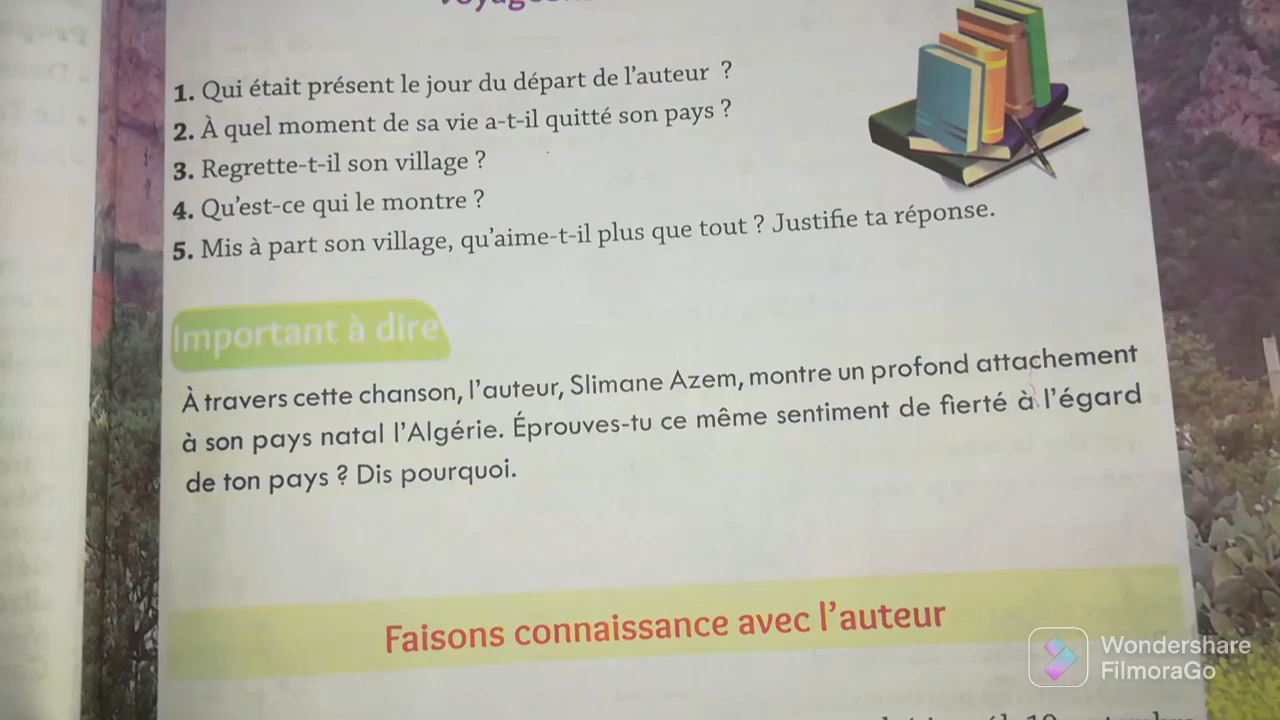 1. Qui était présent le jour du départ de l'auteur ?
2. À quel moment de sa vie a-t-il quitté son pays ?
3. Regrette-t-il son village ?
4. Qu'est-ce qui le montre ?
5. Mis à part son village, qu'aime-t-il plus que tout ? Justifie ta réponse.
Important à dire
À travers cette chanson, l'auteur, Slimane Azem, montre un profond attachement
à son pays natal l'Algérie. Éprouves-tu ce même sentiment de fierté à l'égard
de ton pays ? Dis pourquoi.
Faisons connaissance avec l'auteur
Wondershare
FilmoraGo